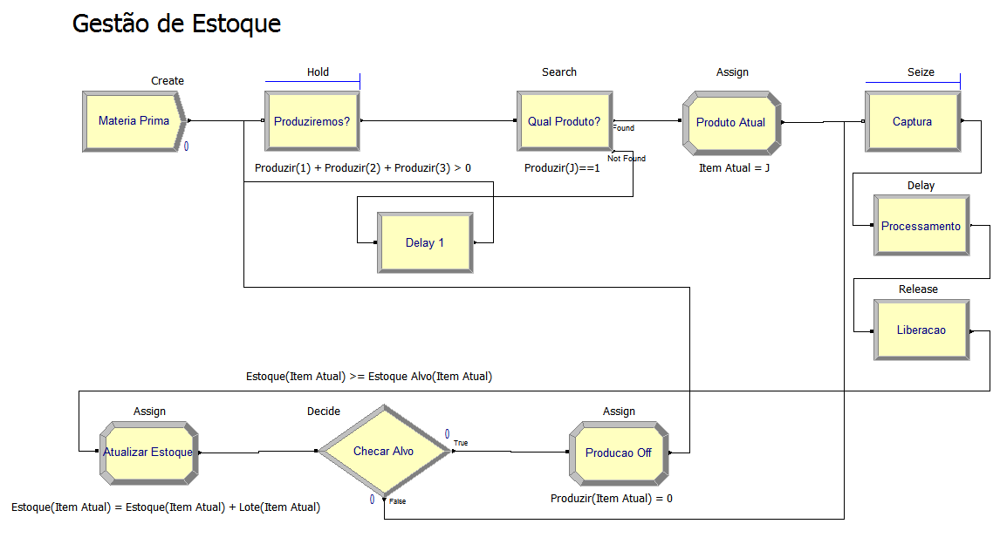 Gestão de Estoque
Create
Hold
Search
Assign
Seize
Materia Prima
0
Produziremos?
Qual Produto?
Found
Not Found
Produto Atual
Captura
Produzir(1) + Produzir(2) + Produzir(3) > 0
Produzir(J)==1
Item Atual = J
Delay
Delay 1
Processamento
Release
Liberacao
Estoque(Item Atual) >= Estoque Alvo(Item Atual)
Assign
Decide
Assign
Atualizar Estoque
Checar Alvo
0
True
0
False
Producao Off
Produzir(Item Atual) = 0
Estoque(Item Atual) = Estoque(Item Atual) + Lote(Item Atual)